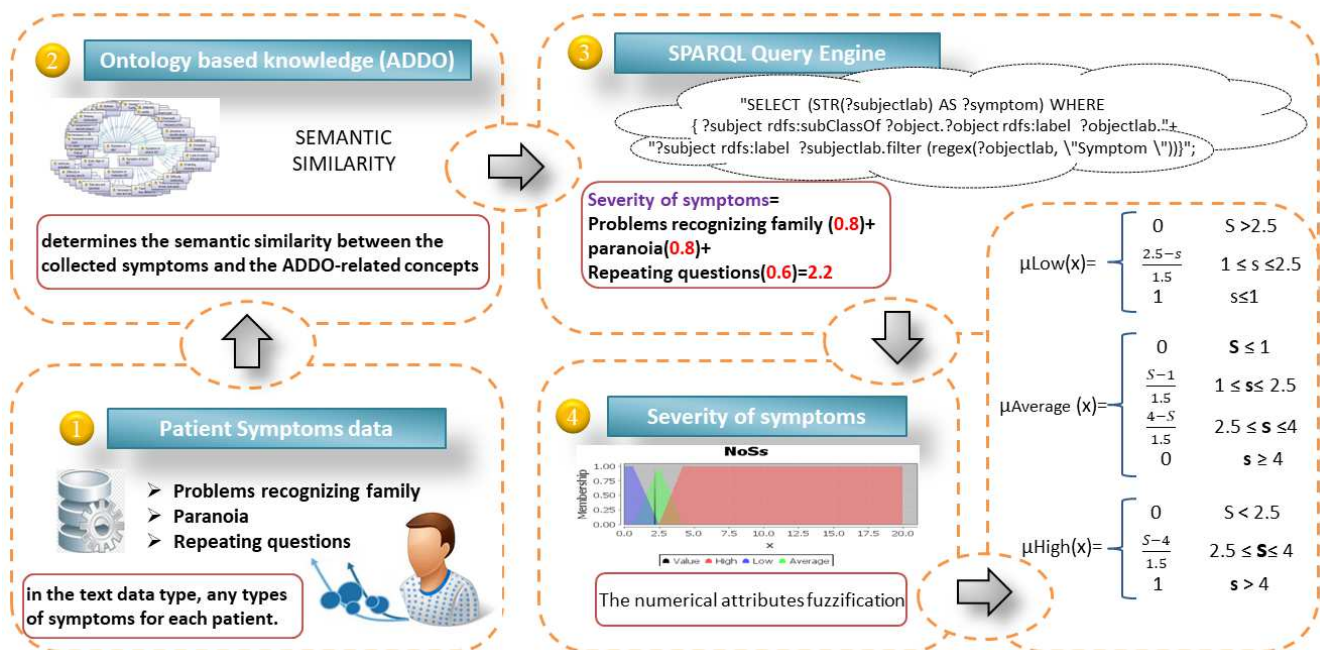 2
Ontology based knowledge (ADDO)
SEMANTIC
SIMILARITY
determines the semantic similarity between the
collected symptoms and the ADDO-related concepts
3
SPARQL Query Engine
"SELECT (STR(?subjectlab) AS ?symptom) WHERE
{ ?subject rdfs:subClassOf ?object.?object rdfs:label ?objectlab."+
"?subject rdfs:label ?subjectlab.filter (regex(?objectlab, \"Symptom \"))}";
Severity of symptoms=
Problems recognizing family (0.8)+
paranoia(0.8)+
Repeating questions(0.6)=2.2
1
Patient Symptoms data
➢ Problems recognizing family
➢ Paranoia
➢ Repeating questions
in the text data type, any types
of symptoms for each patient.
4
Severity of symptoms
NoSs
Membership
1.00
0.75
0.50
0.25
0.00
0.0 2.5 5.0 7.5 10.0 12.5 15.0 17.5 20.0
x
Value High Low Average
The numerical attributes fuzzification
μLow(x)=
0 S >2.5
2.5−s/1.5 1 ≤ s ≤2.5
1 s≤1
μAverage (x)=
0 S ≤ 1
S−1/1.5 1 ≤ s≤ 2.5
4−S/1.5 2.5 ≤ s ≤4
0 s ≥ 4
μHigh(x)=
0 S < 2.5
S−4/1.5 2.5 ≤ S≤ 4
1 s > 4